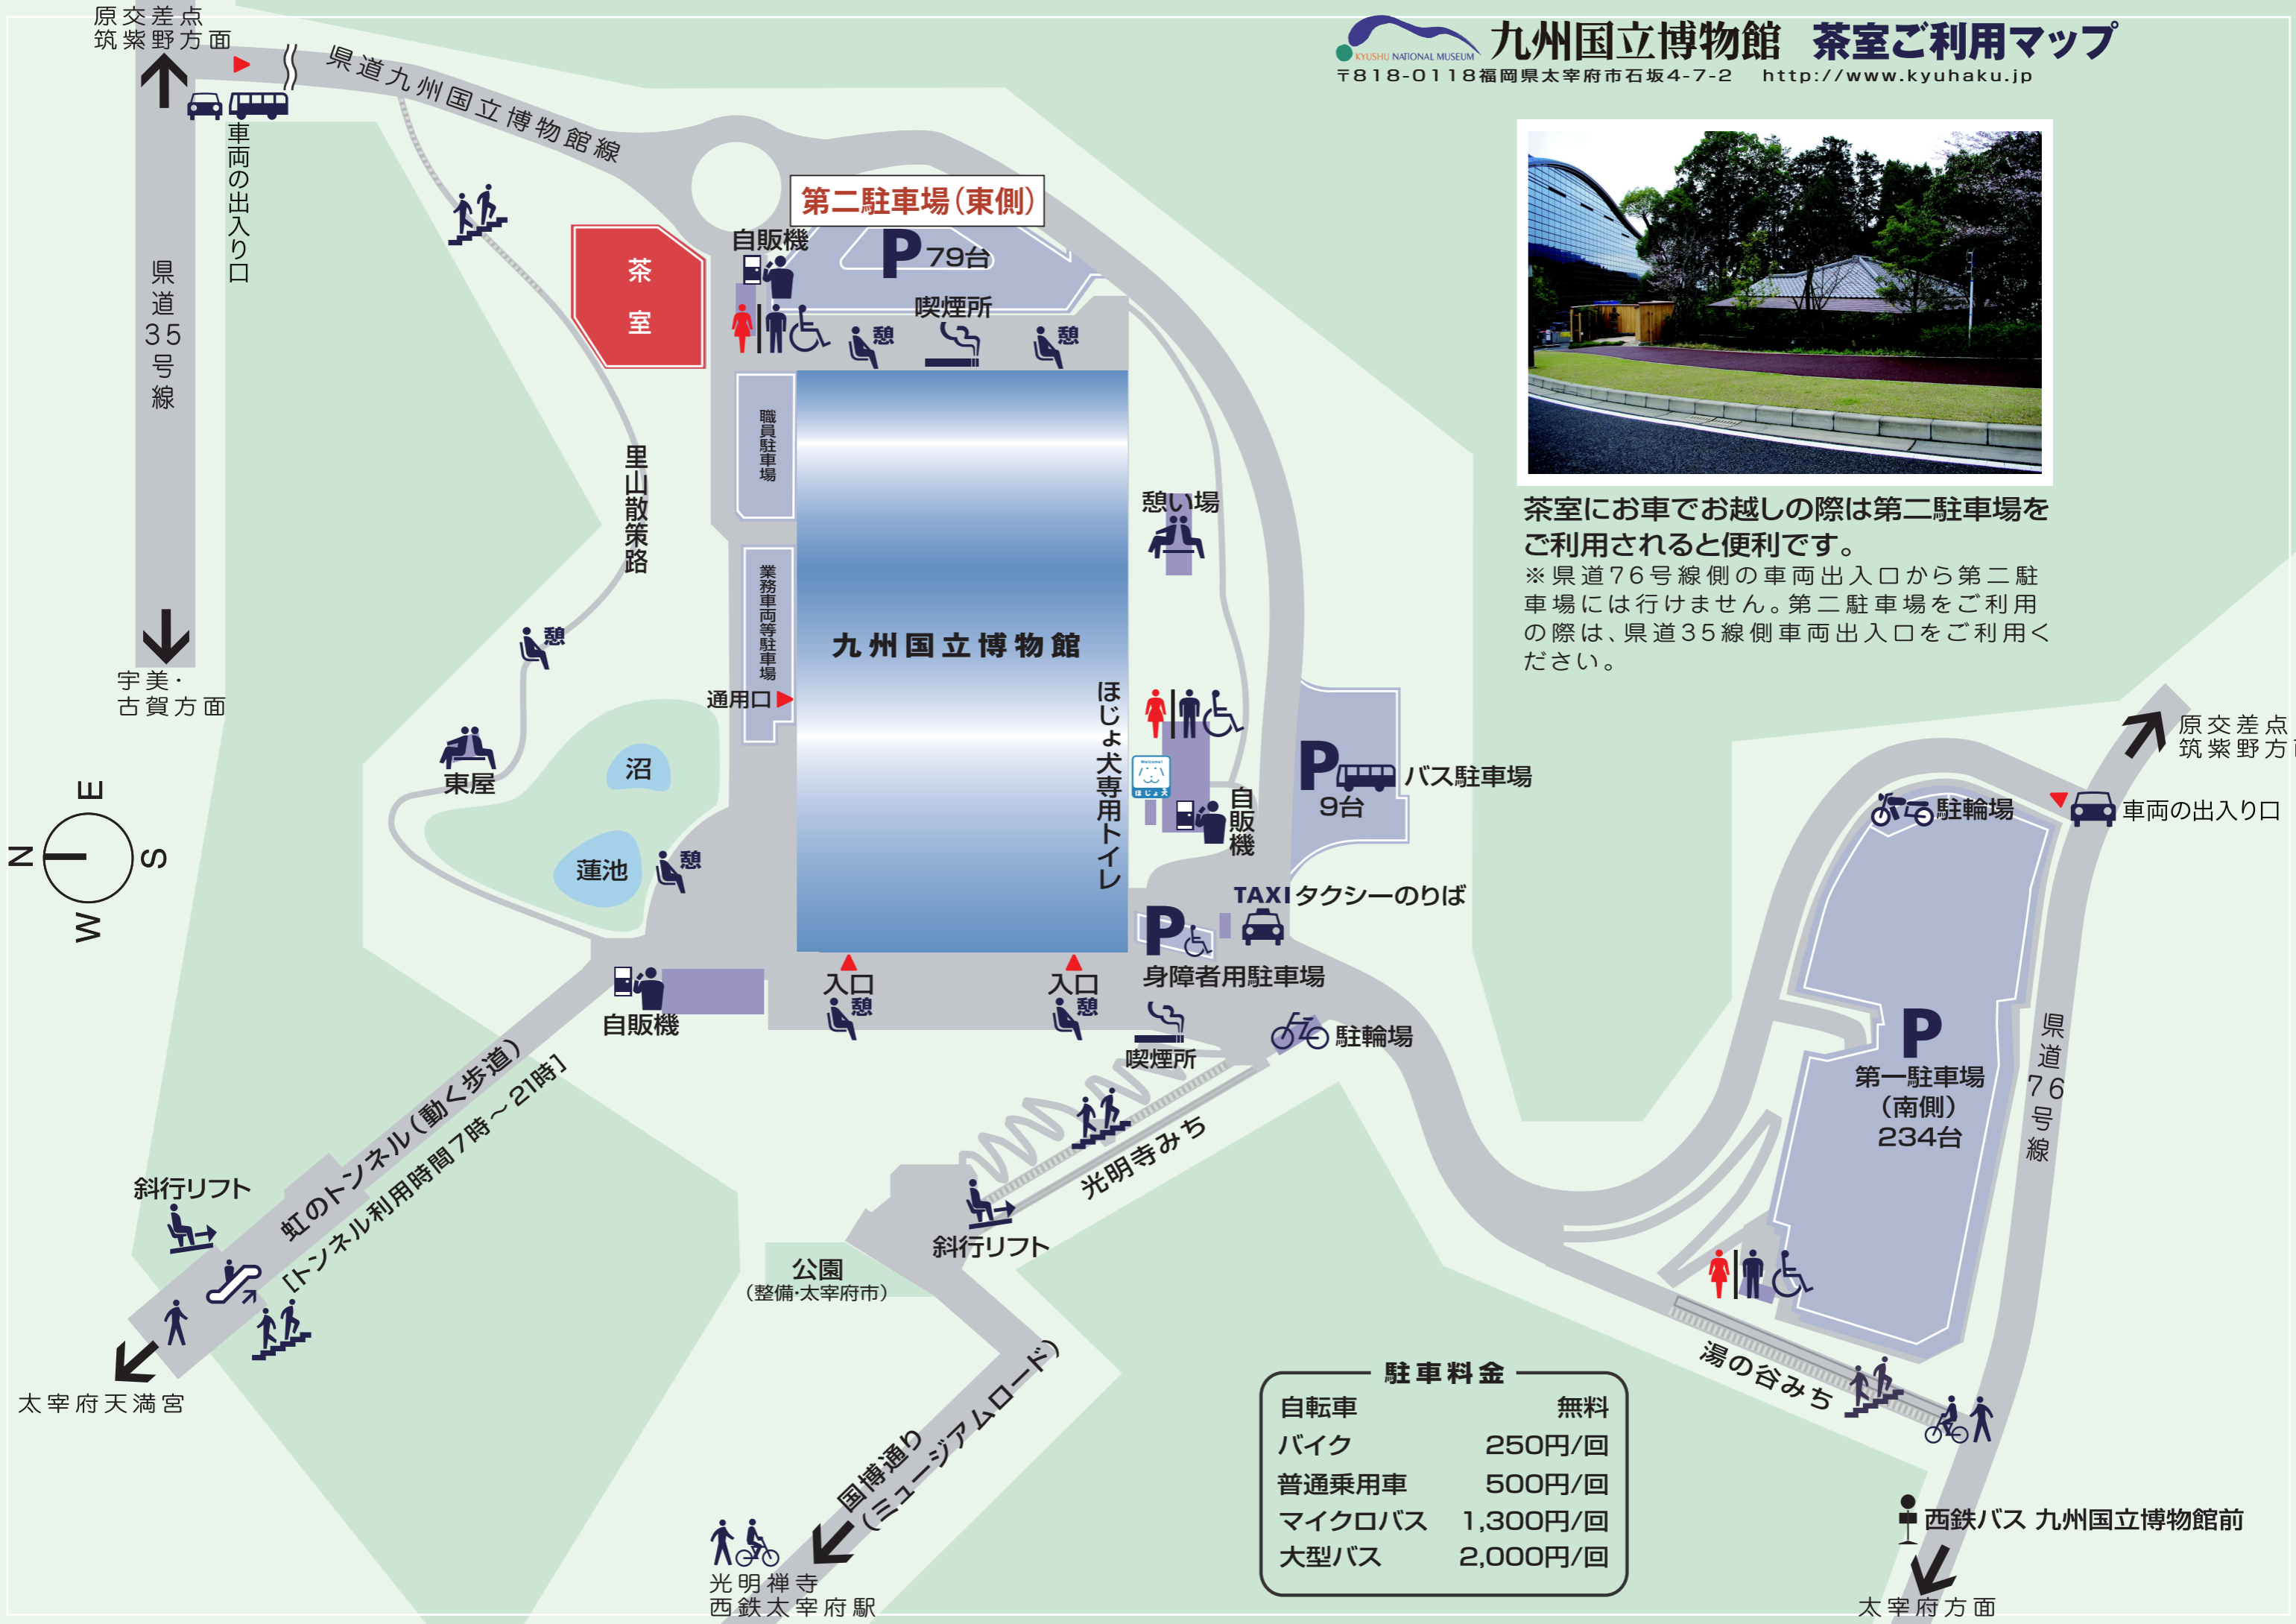 KYUSHU NATIONAL MUSEUM
九州国立博物館 茶室ご利用マップ
〒818-0118福岡県太宰府市石坂4-7-2 http://www.kyuhaku.jp
原交差点
筑紫野方面
車両の出入り口
県道九州国立博物館線
県道35号線
宇美・
古賀方面
第二駐車場(東側)
P 79台
自販機
茶室
喫煙所
憩
憩
職員駐車場
業務車両等駐車場
通用口
里山散策路
憩
東屋
沼
蓮池
憩
九州国立博物館
憩い場
ほじょ犬専用トイレ
Welcome!
ほじょ犬
自販機
P
9台
バス駐車場
TAXI タクシーのりば
P
身障者用駐車場
入口
憩
入口
憩
喫煙所
駐輪場
自販機
E
N
S
W
茶室にお車でお越しの際は第二駐車場を
ご利用されると便利です。
※県道76号線側の車両出入口から第二駐
車場には行けません。第二駐車場をご利用
の際は、県道35線側車両出入口をご利用く
ださい。
原交差点
筑紫野方
車両の出入り口
駐輪場
P
第一駐車場
(南側)
234台
県道76号線
虹のトンネル(動く歩道)
[トンネル利用時間7時~21時]
斜行リフト
太宰府天満宮
光明寺みち
斜行リフト
公園
(整備・太宰府市)
国博通り
(ミュージアムロード)
光明禅寺
西鉄太宰府駅
湯の谷みち
駐車料金
自転車 無料
バイク 250円/回
普通乗用車 500円/回
マイクロバス 1,300円/回
大型バス 2,000円/回
西鉄バス 九州国立博物館前
太宰府方面